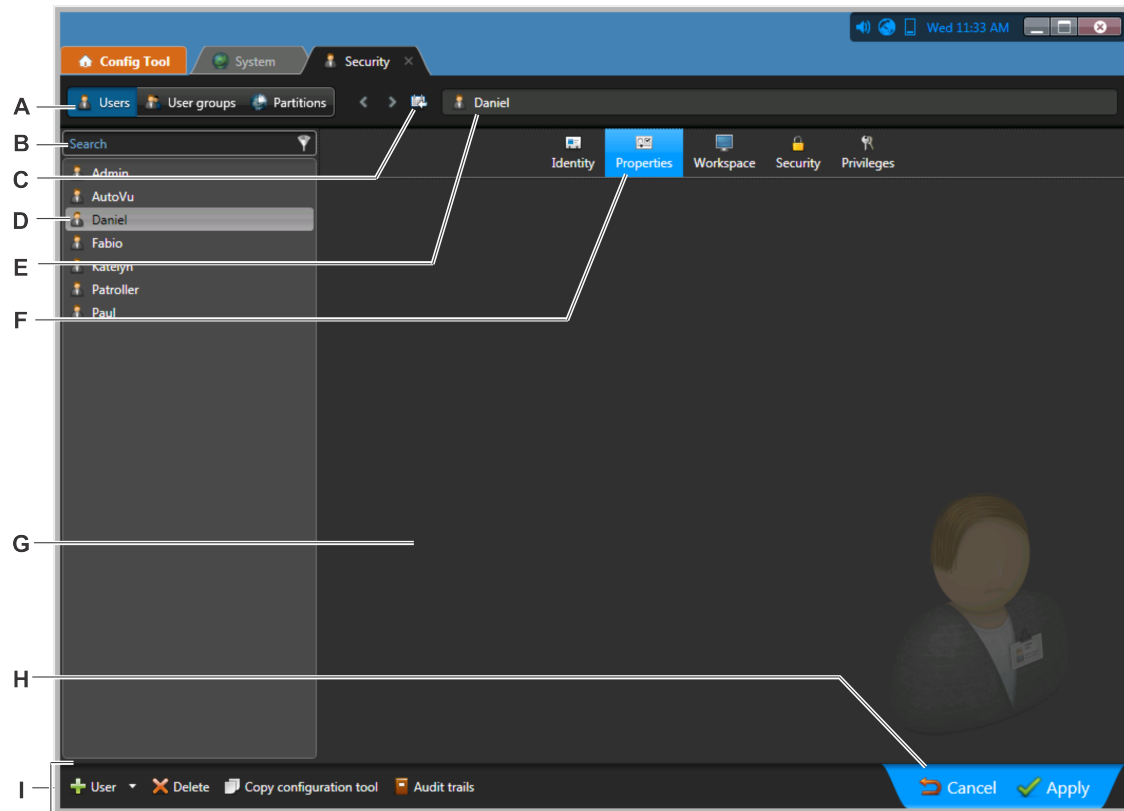 Wed 11:33 AM
Config Tool System Security
A Users User groups Partitions Daniel
B Search
Identity Properties Workspace Security Privileges
C
Admin
AutoVu
D Daniel
Fabio
E
Katelyn
Patroller
F
Paul
G
H
I User Delete Copy configuration tool Audit trails Cancel Apply